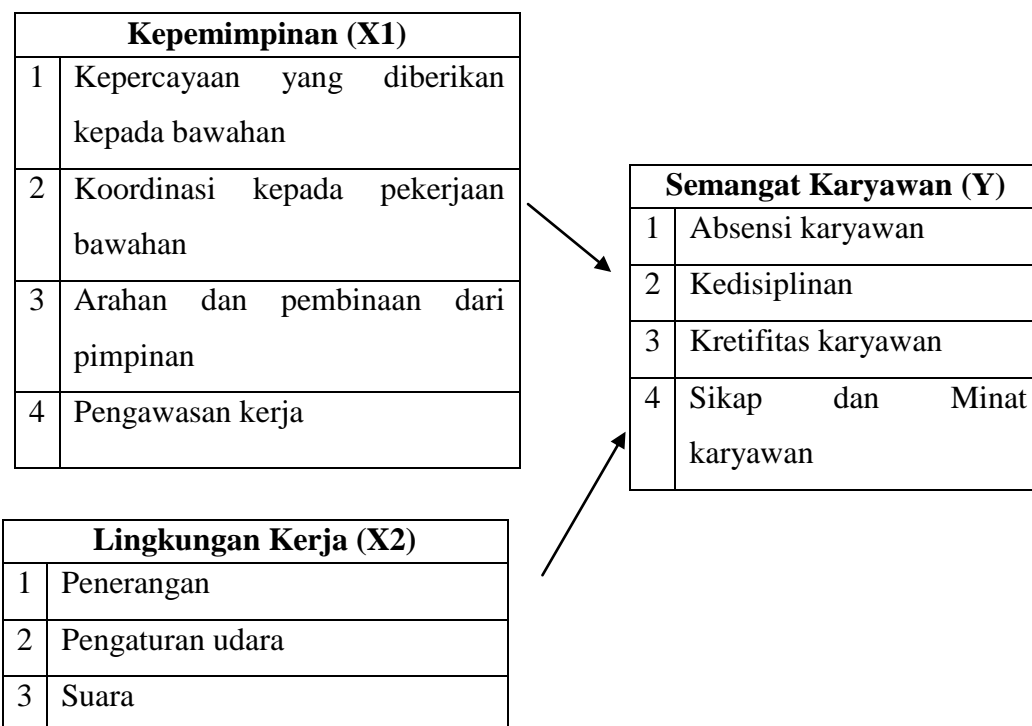 Kepemimpinan (X1)
1 Kepercayaan yang diberikan
kepada bawahan
2 Koordinasi kepada pekerjaan
bawahan
3 Arahan dan pembinaan dari
pimpinan
4 Pengawasan kerja
Semangat Karyawan (Y)
1 Absensi karyawan
2 Kedisiplinan
3 Kretifitas karyawan
4 Sikap dan Minat
karyawan
Lingkungan Kerja (X2)
1 Penerangan
2 Pengaturan udara
3 Suara